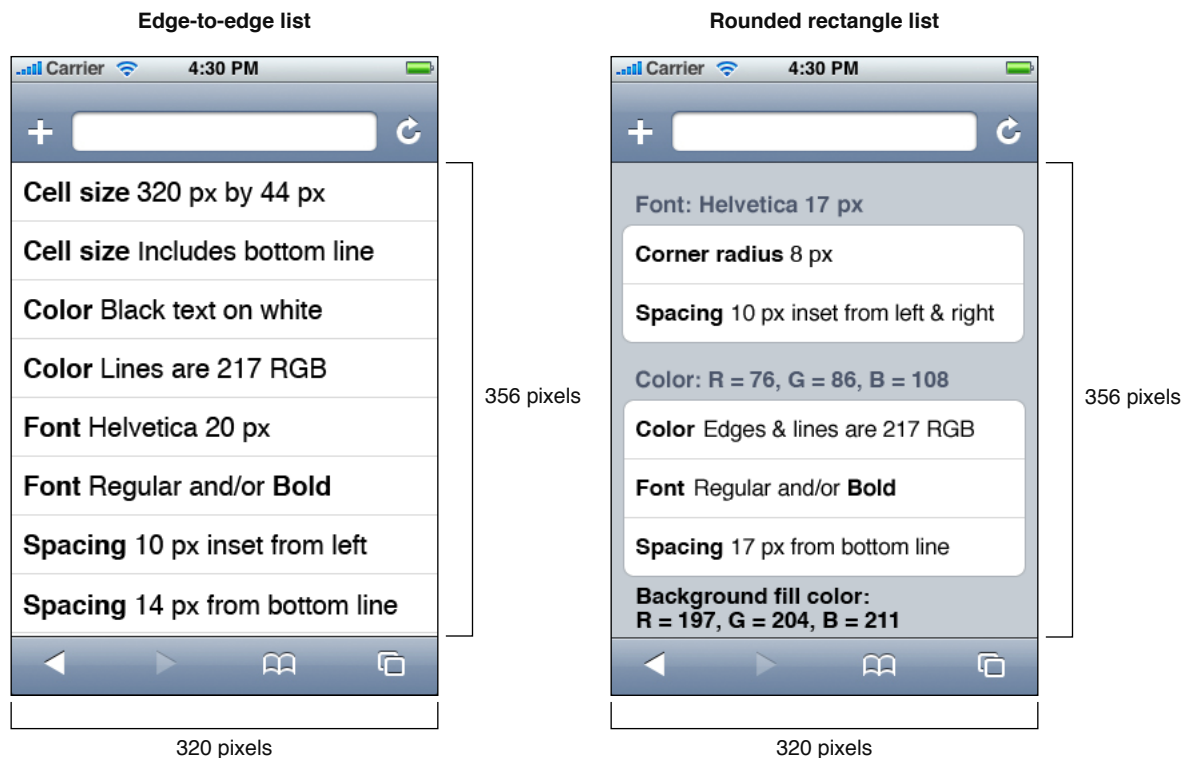 Edge-to-edge list
Carrier 4:30 PM
Cell size 320 px by 44 px
Cell size Includes bottom line
Color Black text on white
Color Lines are 217 RGB
Font Helvetica 20 px
Font Regular and/or Bold
Spacing 10 px inset from left
Spacing 14 px from bottom line
356 pixels
320 pixels
Rounded rectangle list
Carrier 4:30 PM
Font: Helvetica 17 px
Corner radius 8 px
Spacing 10 px inset from left & right
Color: R = 76, G = 86, B = 108
Color Edges & lines are 217 RGB
Font Regular and/or Bold
Spacing 17 px from bottom line
Background fill color:
R = 197, G = 204, B = 211
356 pixels
320 pixels